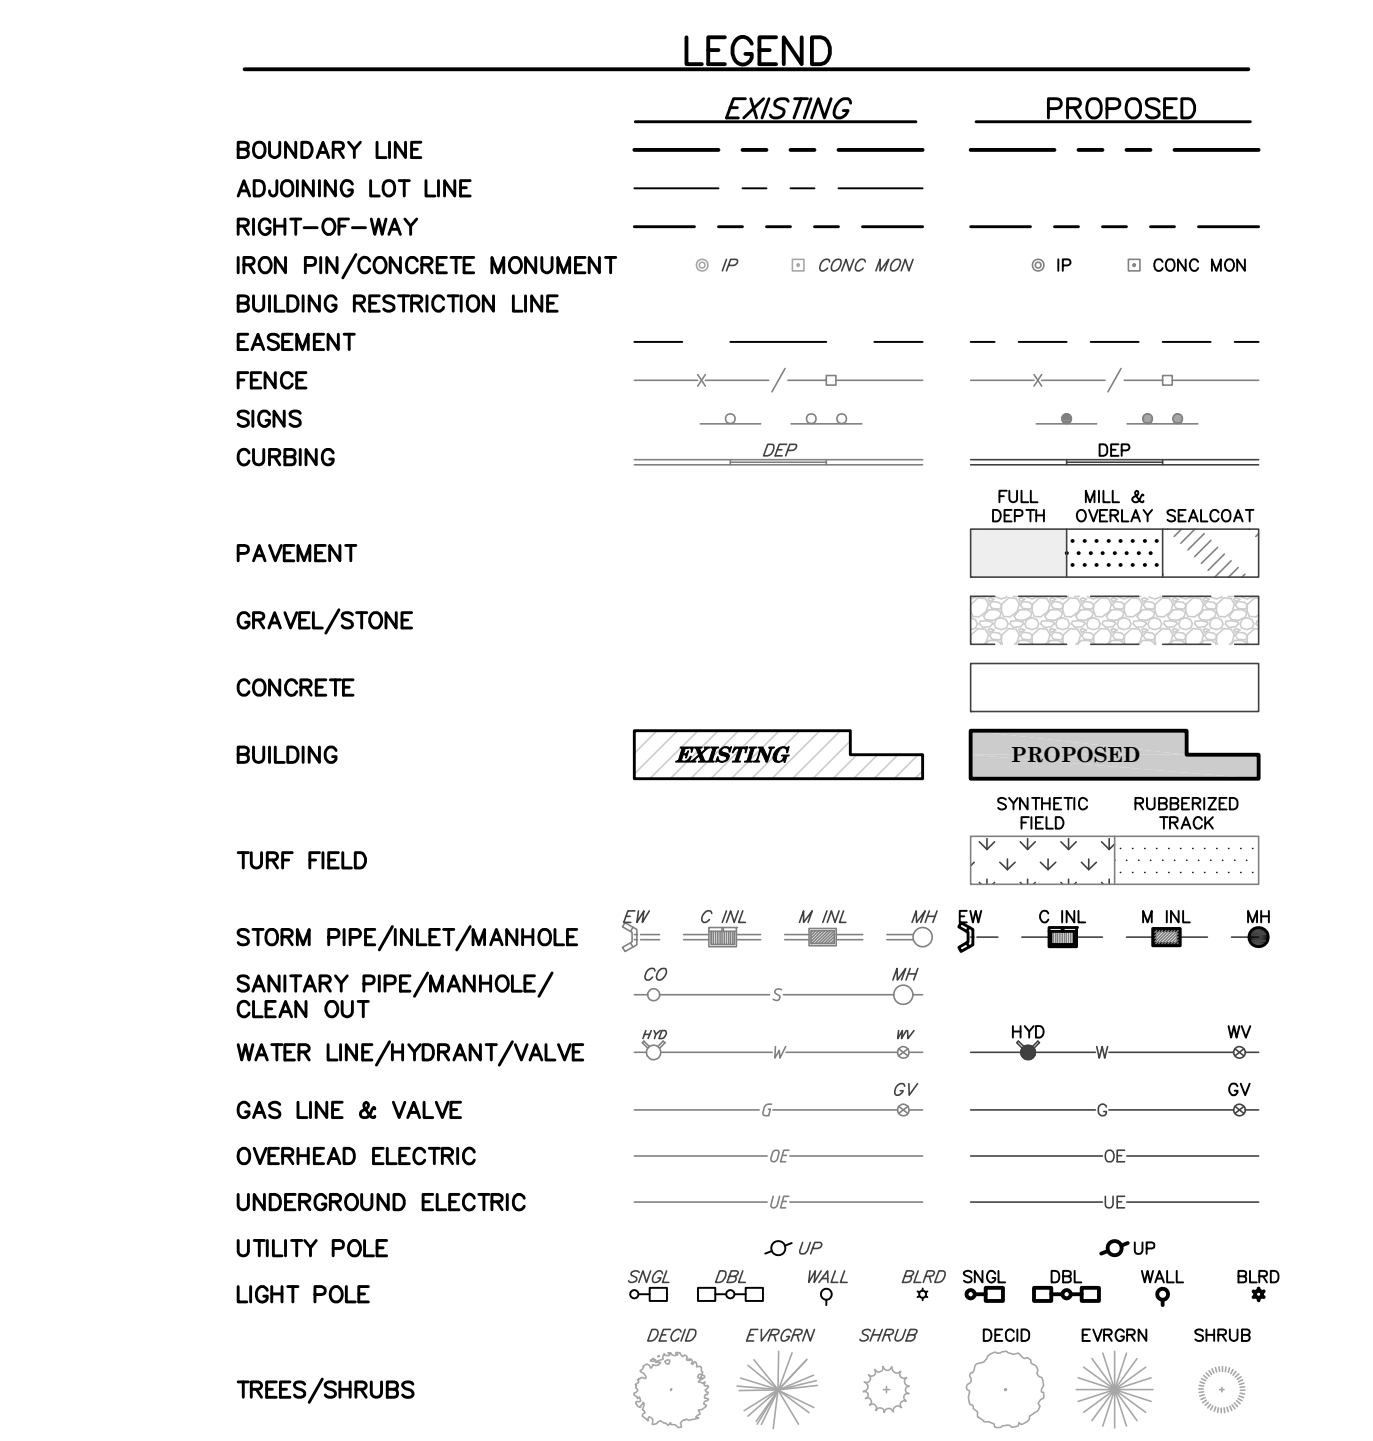 LEGEND
EXISTING PROPOSED
BOUNDARY LINE
ADJOINING LOT LINE
RIGHT-OF-WAY
IRON PIN/CONCRETE MONUMENT IP CONC MON IP CONC MON
BUILDING RESTRICTION LINE
EASEMENT
FENCE
SIGNS
CURBING DEP DEP
FULL DEPTH MILL & OVERLAY SEALCOAT
PAVEMENT
GRAVEL/STONE
CONCRETE
BUILDING EXISTING PROPOSED
SYNTHETIC FIELD RUBBERIZED TRACK
TURF FIELD
EW C INL M INL MH EW C INL M INL MH
STORM PIPE/INLET/MANHOLE
CO MH
SANITARY PIPE/MANHOLE/
CLEAN OUT
S
HYD WV HYD WV
WATER LINE/HYDRANT/VALVE W W
GV GV
GAS LINE & VALVE G G
OVERHEAD ELECTRIC OE OE
UNDERGROUND ELECTRIC UE UE
UTILITY POLE UP UP
SNGL DBL WALL BLRD SNGL DBL WALL BLRD
LIGHT POLE
DECID EVRGRN SHRUB DECID EVRGRN SHRUB
TREES/SHRUBS